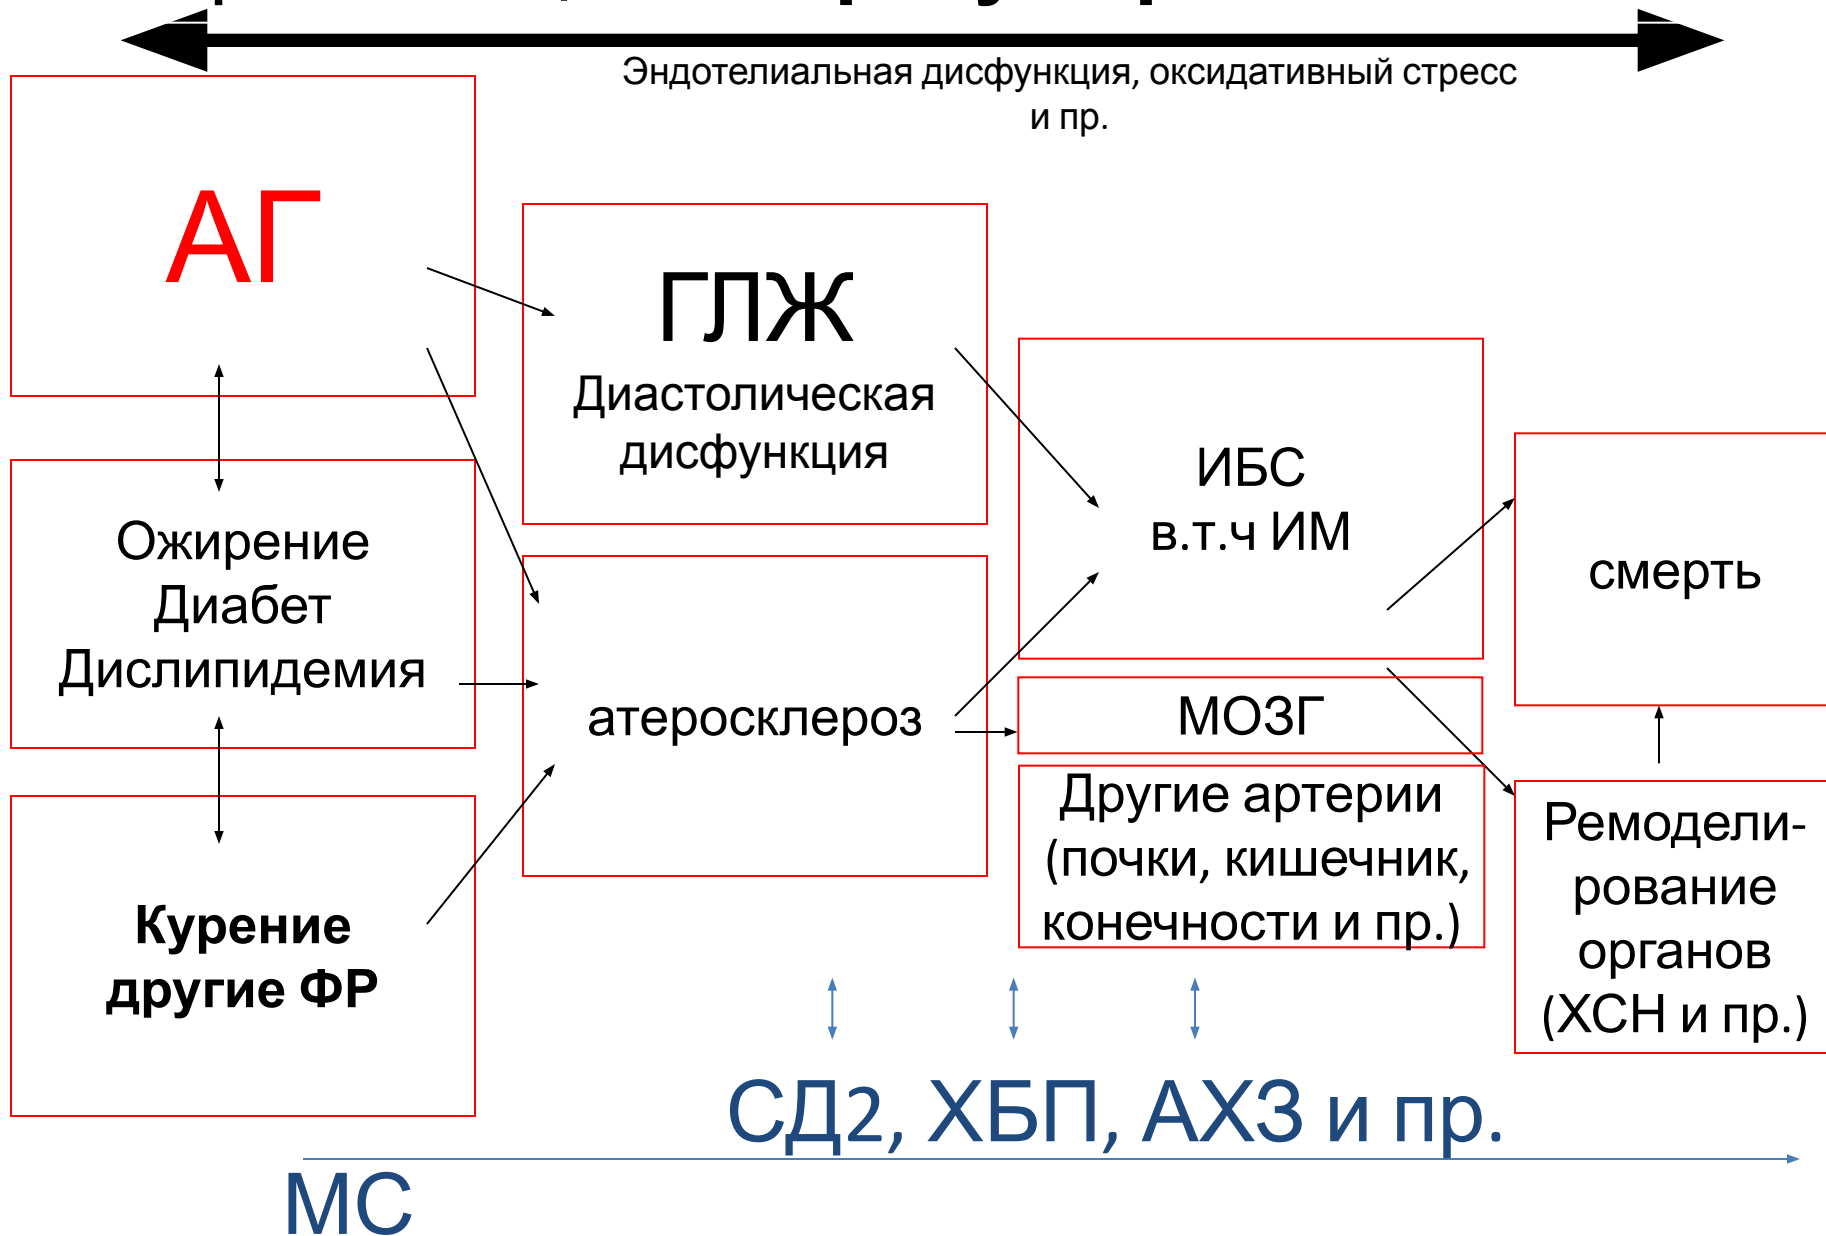 Эндотелиальная дисфункция, оксидативный стресс
и пр.
АГ
ГЛЖ
Диастолическая
дисфункция
ИБС
в.т.ч ИМ
смерть
Ожирение
Диабет
Дислипидемия
атеросклероз
МОЗГ
Другие артерии
(почки, кишечник,
конечности и пр.)
Ремодели-
рование
органов
(ХСН и пр.)
Курение
другие ФР
СД2, ХБП, АХЗ и пр.
МС